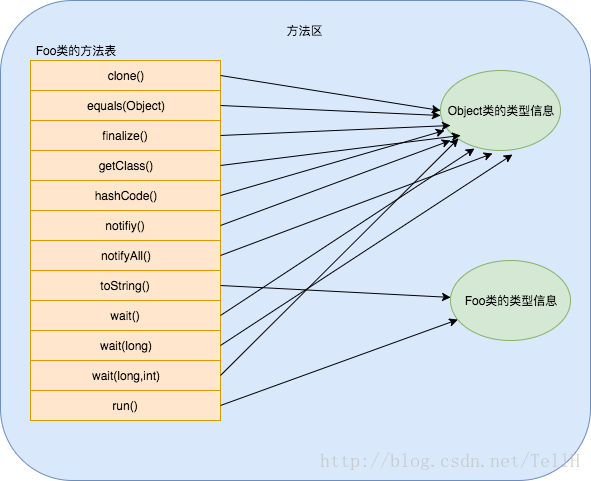 方法区
Foo类的方法表
clone()
equals(Object)
finalize()
getClass()
hashCode()
notifiy()
notifyAll()
toString()
wait()
wait(long)
wait(long,int)
run()
Object类的类型信息
Foo类的类型信息
http://blog.csdn.net/TellH